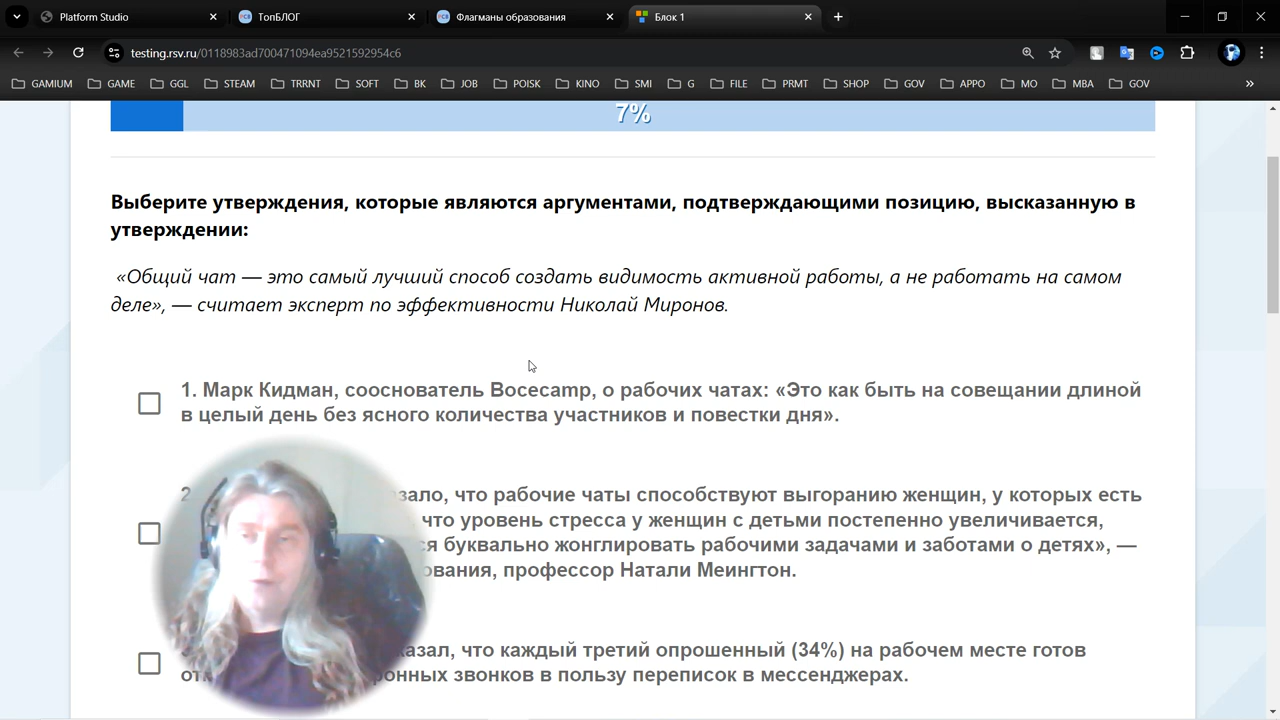 Platform Studio
ТопБЛОГ
Флагманы образования
Блок 1
testing.rsv.ru/0118983ad700471094ea9521592954c6
GAMIUM GAME GGL STEAM TRRNT SOFT BK JOB POISK KINO SMI G FILE PRMT SHOP GOV APPO MO MBA GOV
7%
Выберите утверждения, которые являются аргументами, подтверждающими позицию, высказанную в
утверждении:
«Общий чат — это самый лучший способ создать видимость активной работы, а не работать на самом
деле», — считает эксперт по эффективности Николай Миронов.
1. Марк Кидман, сооснователь Bocecamp, о рабочих чатах: «Это как быть на совещании длиной
в целый день без ясного количества участников и повестки дня».
2
что рабочие чаты способствуют выгоранию женщин, у которых есть
что уровень стресса у женщин с детьми постепенно увеличивается,
буквально жонглировать рабочими задачами и заботами о детях», —
профессор Натали Меингтон.
что каждый третий опрошенный (34%) на рабочем месте готов
звонков в пользу переписок в мессенджерах.